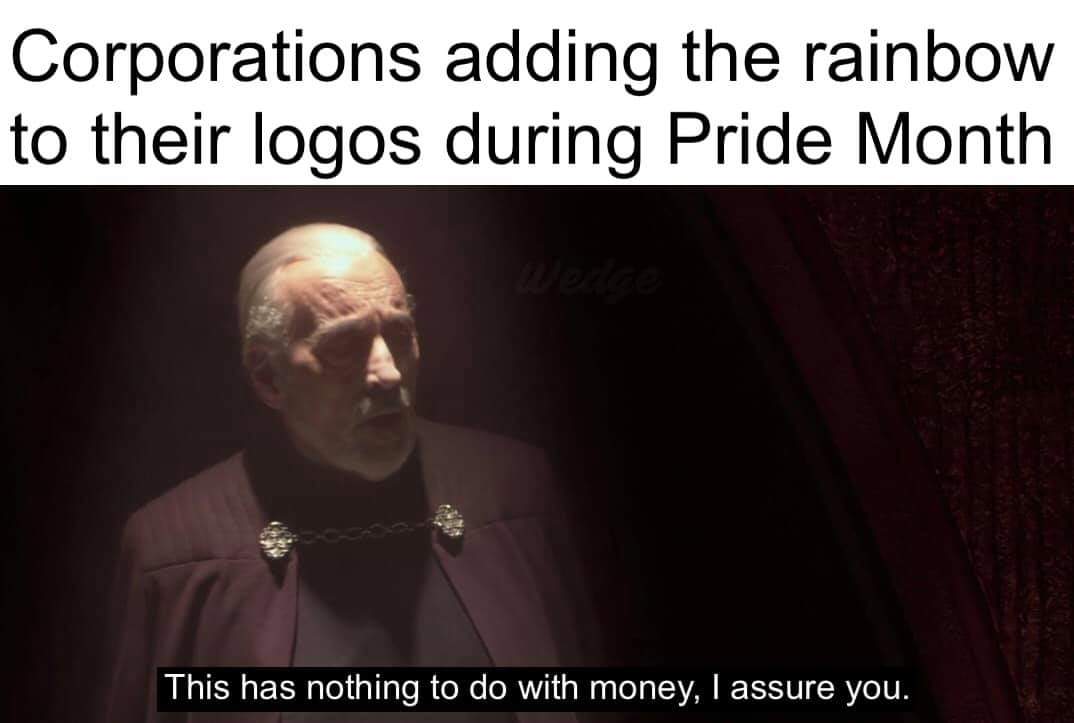 Corporations adding the rainbow
to their logos during Pride Month
Wedge
This has nothing to do with money, I assure you.